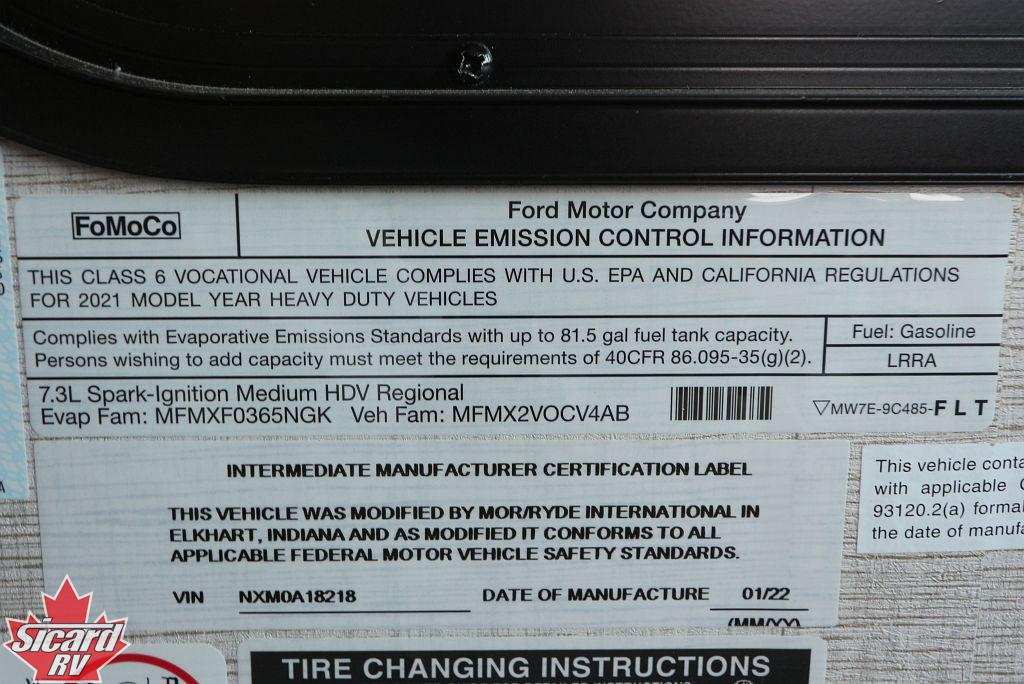 FoMoCo
Ford Motor Company
VEHICLE EMISSION CONTROL INFORMATION
THIS CLASS 6 VOCATIONAL VEHICLE COMPLIES WITH U.S. EPA AND CALIFORNIA REGULATIONS
FOR 2021 MODEL YEAR HEAVY DUTY VEHICLES
Complies with Evaporative Emissions Standards with up to 81.5 gal fuel tank capacity.
Persons wishing to add capacity must meet the requirements of 40CFR 86.095-35(g)(2).
Fuel: Gasoline
LRRA
7.3L Spark-Ignition Medium HDV Regional
Evap Fam: MFMXF0365NGK Veh Fam: MFMX2VOCV4AB
▽MW7E-9C485-FLT
INTERMEDIATE MANUFACTURER CERTIFICATION LABEL
THIS VEHICLE WAS MODIFIED BY MOR/RYDE INTERNATIONAL IN
ELKHART, INDIANA AND AS MODIFIED IT CONFORMS TO ALL
APPLICABLE FEDERAL MOTOR VEHICLE SAFETY STANDARDS.
VIN NXM0A18218 DATE OF MANUFACTURE 01/22
(MM/YY)
This vehicle conta
with applicable
93120.2(a) formal
the date of manufa
Sicard
RV
TIRE CHANGING INSTRUCTIONS